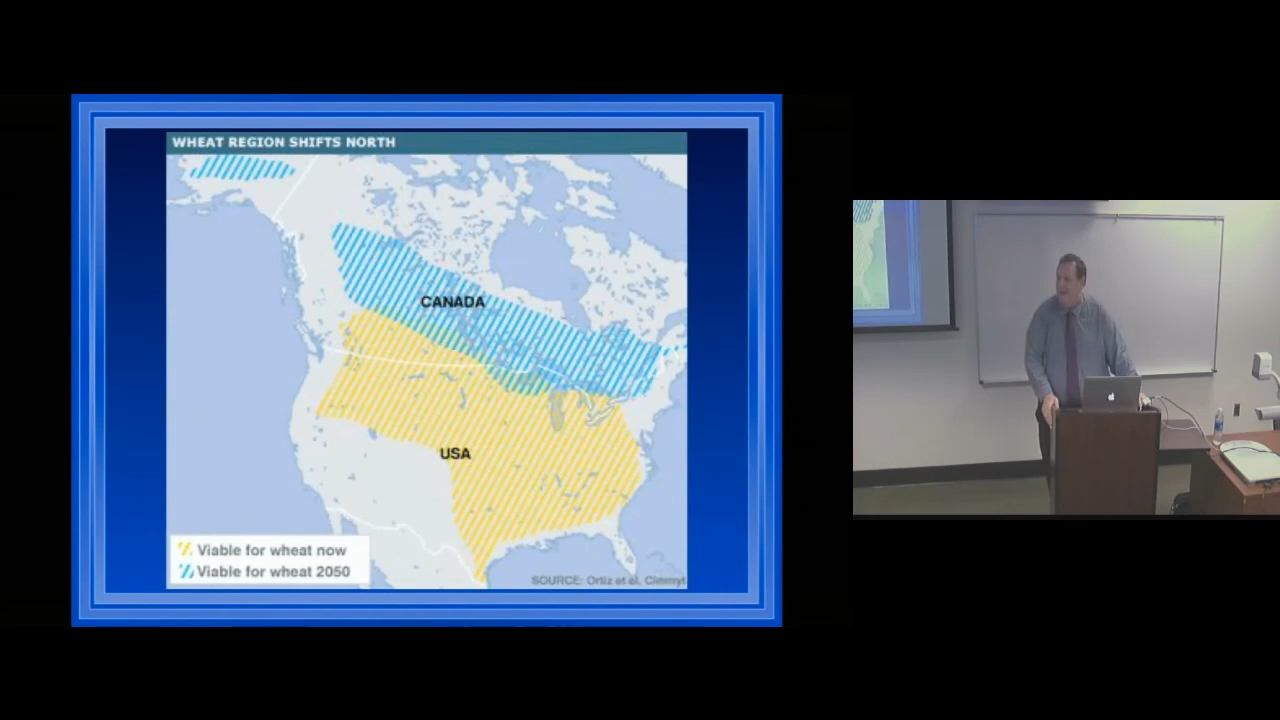 WHEAT REGION SHIFTS NORTH
CANADA
USA
Viable for wheat now
Viable for wheat 2050
SOURCE: Ortiz et al, Cimmyt